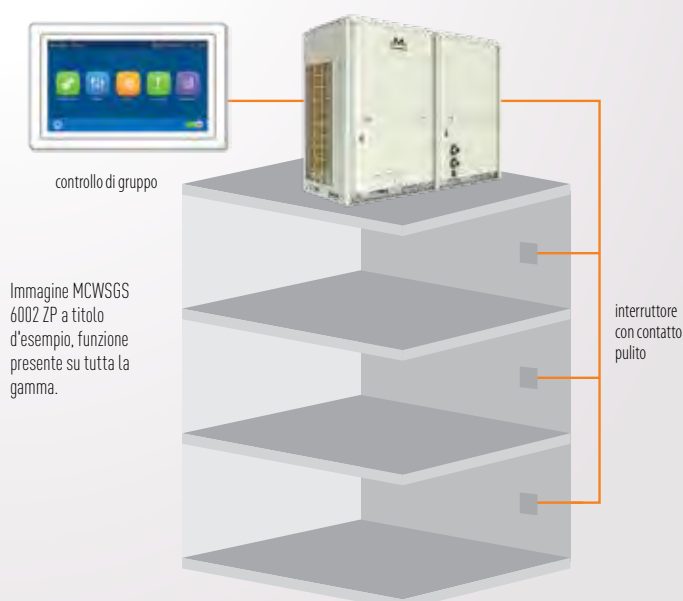 controllo di gruppo
Immagine MCWSGS
6002 ZP a titolo
d'esempio, funzione
presente su tutta la
gamma.
interruttore
con contatto
pulito